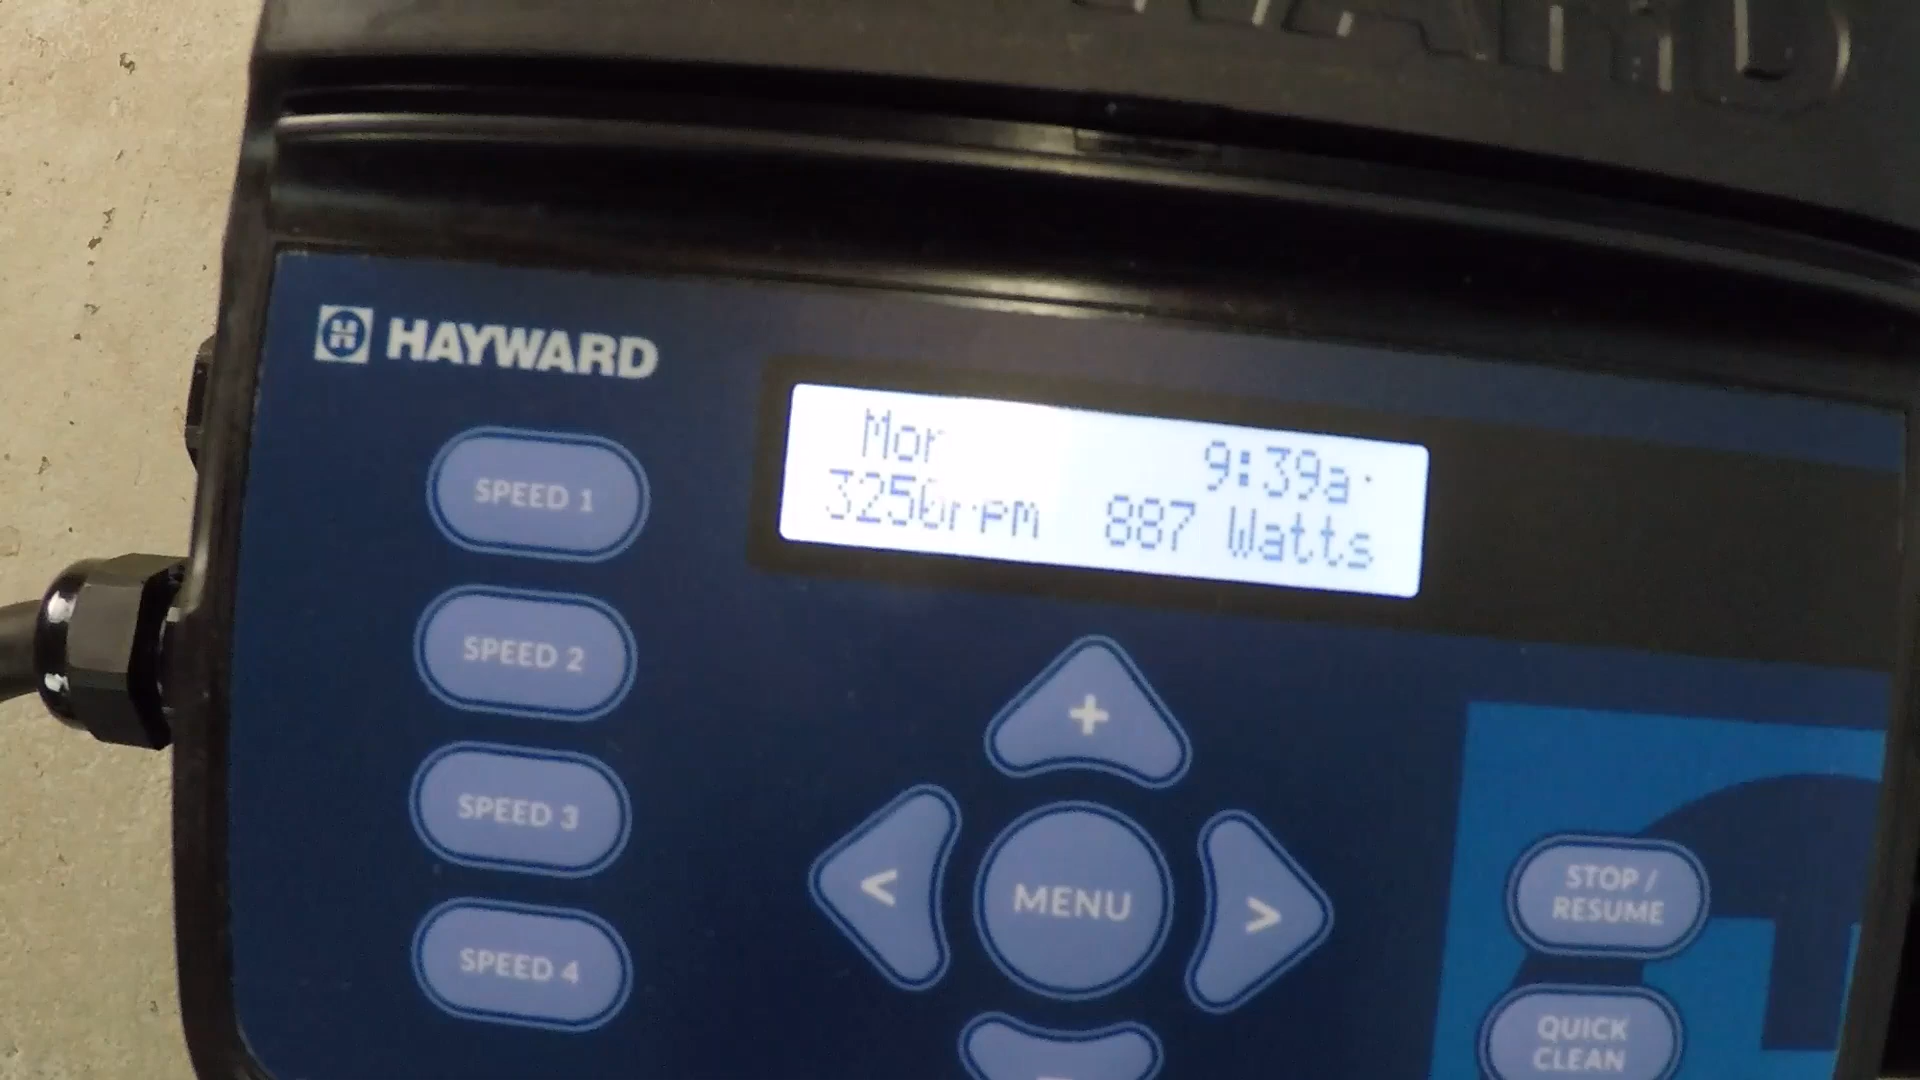 HAYWARD
Mon 9:39a
3250rpm 887 Watts
SPEED 1
SPEED 2
SPEED 3
SPEED 4
+
<
MENU
>
STOP /
RESUME
QUICK
CLEAN